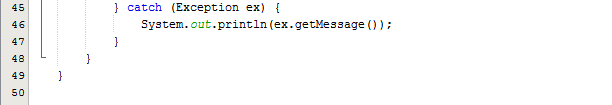 45 } catch (Exception ex) {
46 System.out.println(ex.getMessage());
47 }
48 }
49 }
50